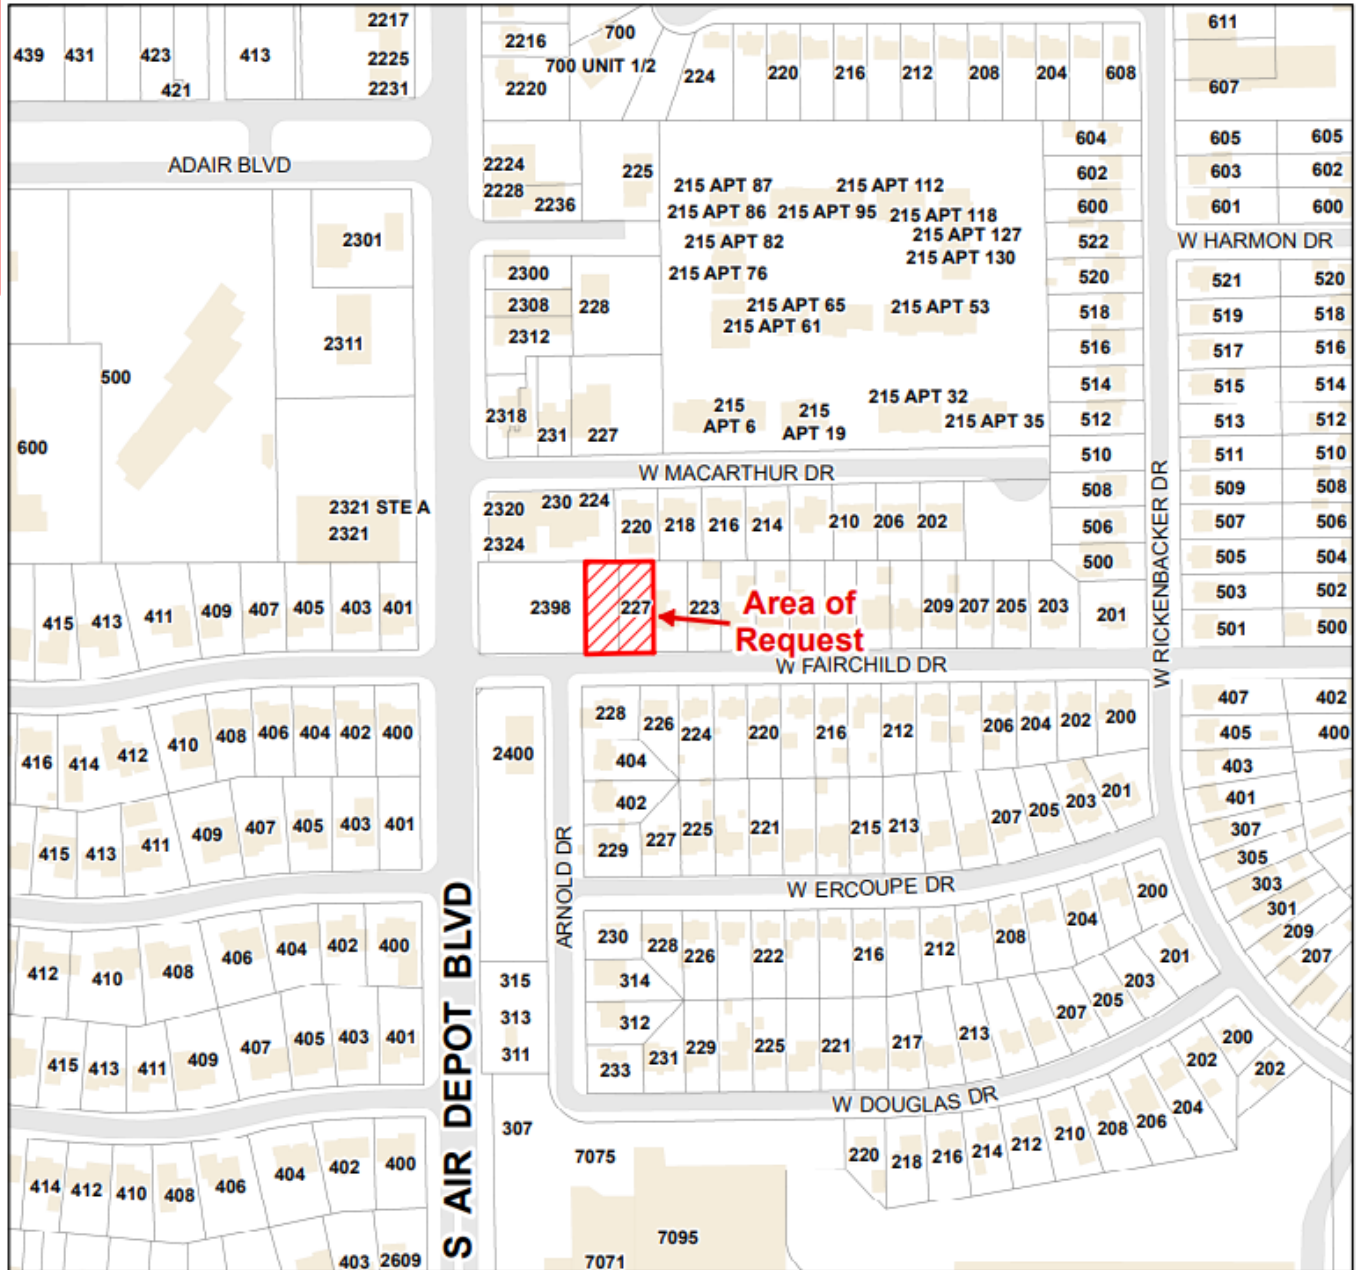 2217
611
439 431 423 413
2216
700
2225
700 UNIT 1/2
224 220 216 212 208 204 608
421
2231
2220
607
ADAIR BLVD
2224
225
604
605 605
2228
2236
215 APT 87
215 APT 112
602
603 602
215 APT 86 215 APT 95 215 APT 118
600
601 600
2301
215 APT 82
215 APT 127
522
W HARMON DR
215 APT 130
2300
228
215 APT 76
520
521 520
2308
215 APT 65
215 APT 53
518
519 518
2312
215 APT 61
2311
516
517 516
500
514
515 514
2318
231 227
215
APT 6
215
APT 19
215 APT 32
215 APT 35
512
513 512
600
510
511 510
W MACARTHUR DR
508
509 508
2321 STE A
2321
2320 230 224
2324
220 218 216 214 210 206 202
506
507 506
500
505 504
W RICKENBACKER DR
415 413 411 409 407 405 403 401
2398
227
223
Area of
Request
209 207 205 203
201
503 502
501 500
W FAIRCHILD DR
416 414 412 410 408 406 404 402 400
2400
228 226 224 220 216 212 206 204 202 200
407 402
405 400
404
403
402
401
415 413 411 409 407 405 403 401
229 227 225 221 215 213 207 205 203 201
307
305
303
301
209
207
ARNOLD DR
W ERCOUPE DR
S AIR DEPOT BLVD
412 410 408 406 404 402 400
230 228 226 222 216 212 208 204 200
315
314
201
313
312
203
311
205
207
415 413 411 409 407 405 403 401
233 231 229 225 221 217 213
W DOUGLAS DR
307
220 218 216 214 212 210 208 206 204 202 200
202
414 412 410 408 406 404 402 400
7075
7095
403 2609
7071